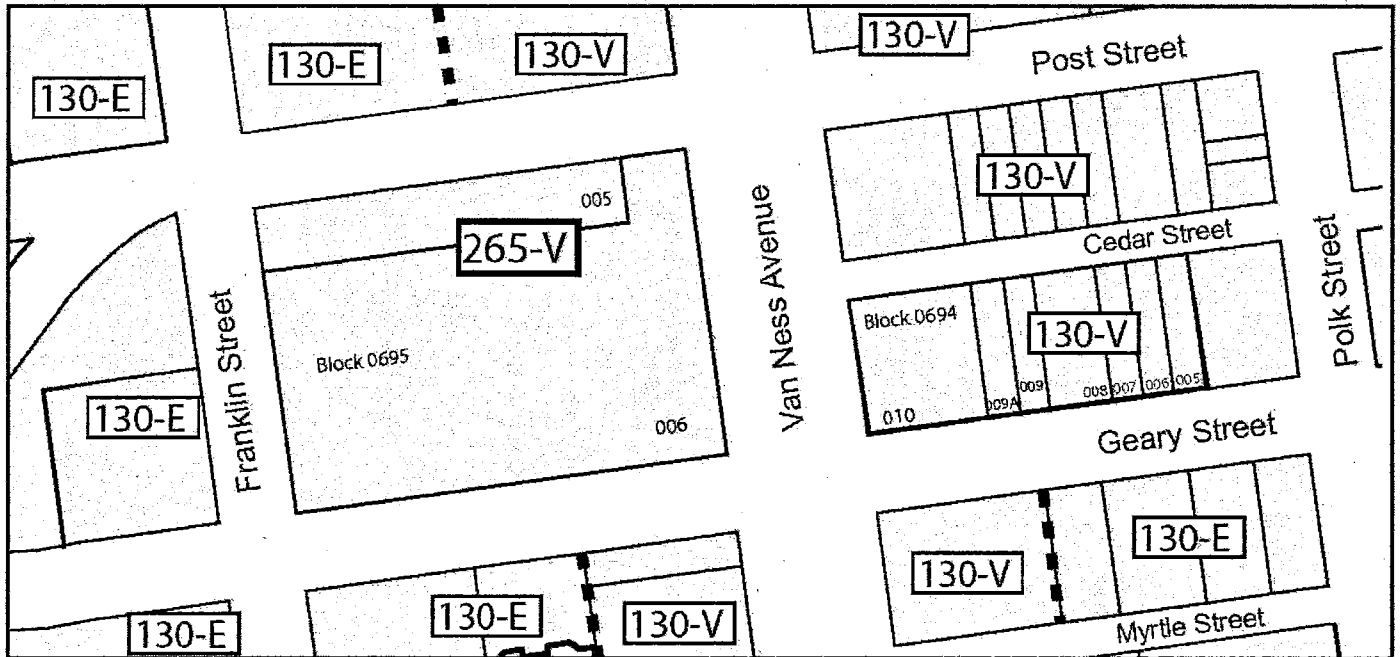 130-E
130-E
130-V
130-V
Post Street
130-V
005
265-V
Van Ness Avenue
Cedar Street
Polk Street
Franklin Street
Block 0695
006
Block 0694
130-V
010
009A
009
008
007
006
005
130-E
Geary Street
130-V
130-E
130-E
130-E
130-V
Myrtle Street